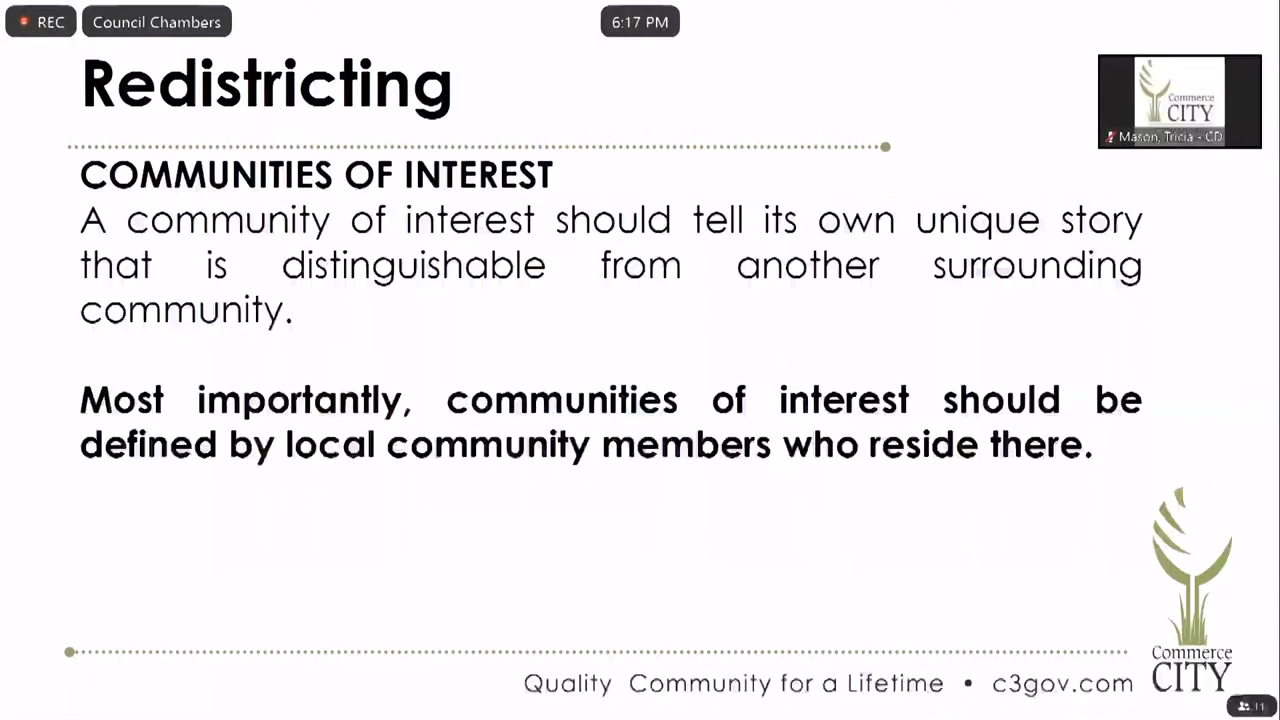 REC
Council Chambers
6:17 PM
Redistricting
Commerce
CITY
Mason, Tricia - CD
COMMUNITIES OF INTEREST
A community of interest should tell its own unique story
that is distinguishable from another surrounding
community.
Most importantly, communities of interest should be
defined by local community members who reside there.
Commerce
CITY
Quality Community for a Lifetime • c3gov.com
11